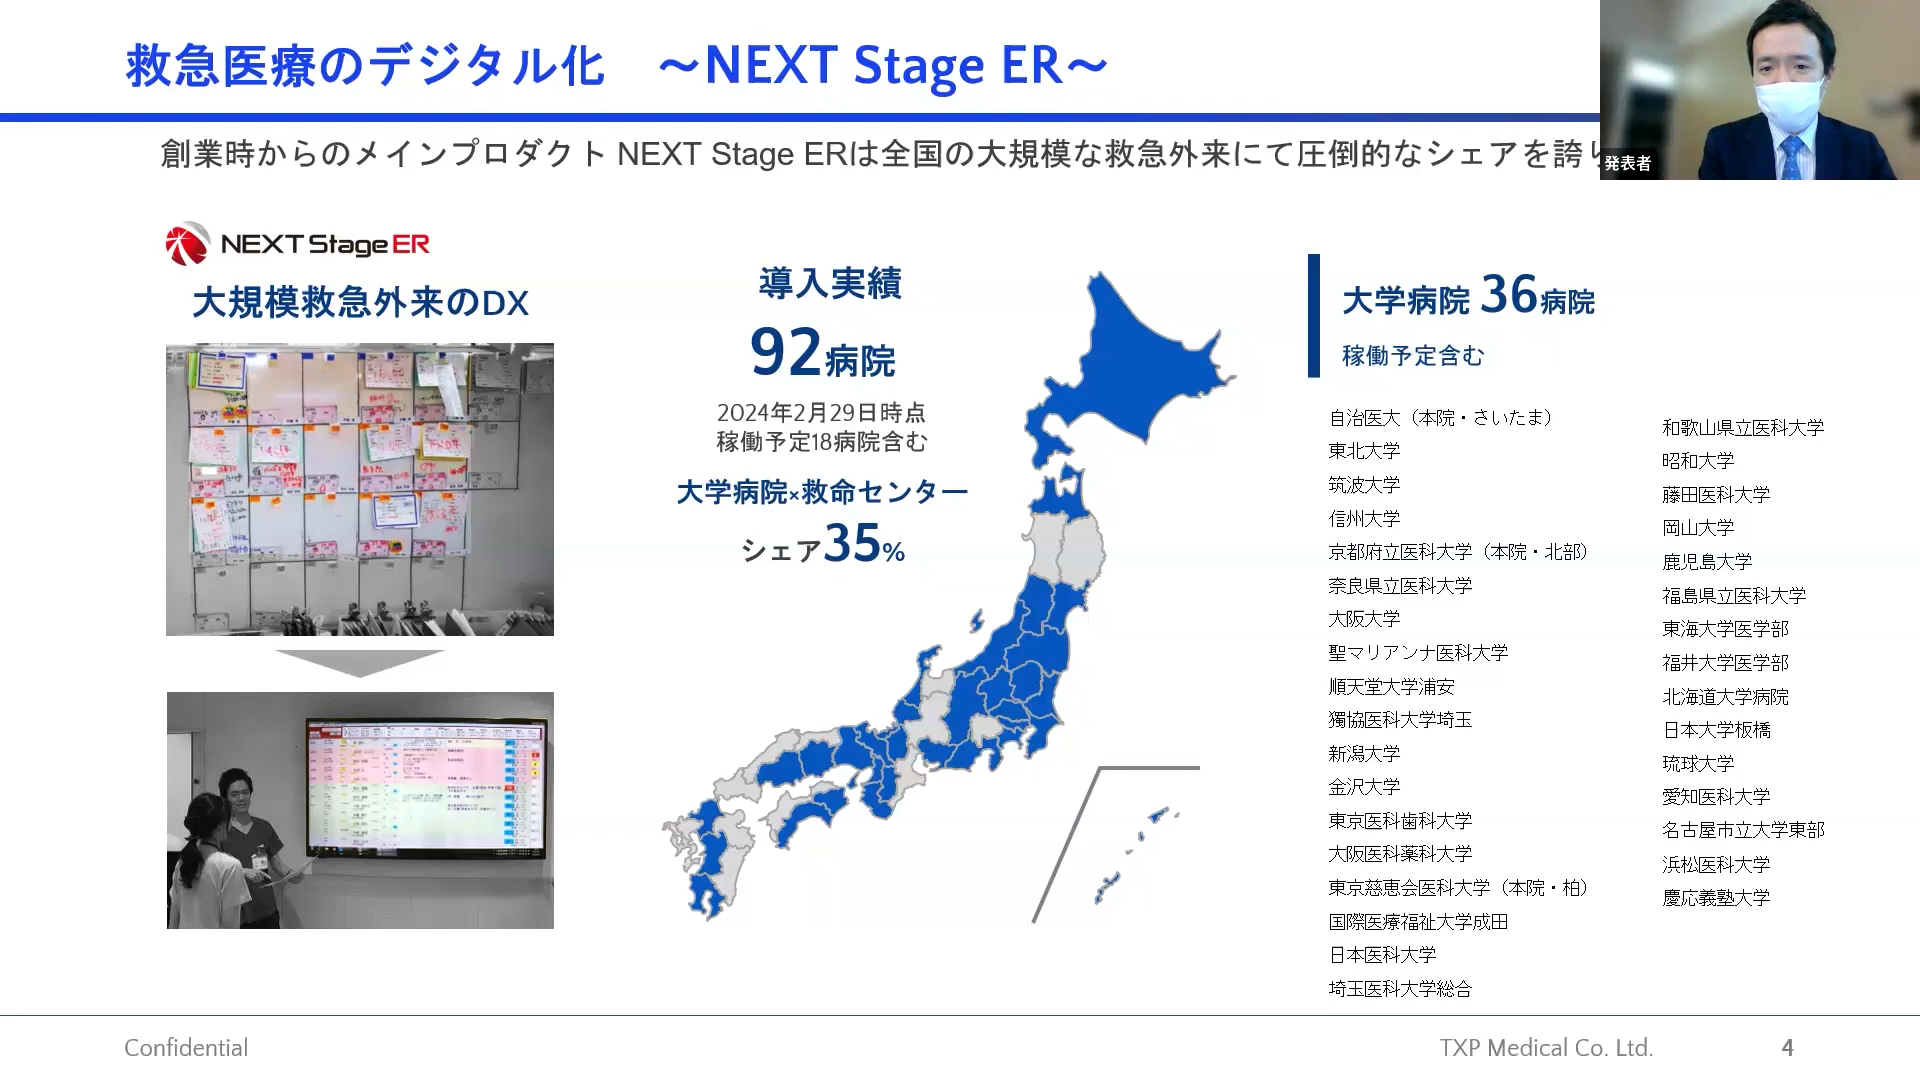 救急医療のデジタル化　～NEXT Stage ER～
創業時からのメインプロダクト NEXT Stage ERは全国の大規模な救急外来にて圧倒的なシェアを誇
発表者
NEXT Stage ER
大規模救急外来のDX
導入実績
92病院
2024年2月29日時点
稼働予定18病院含む
大学病院×救命センター
シェア35%
大学病院 36病院
稼働予定含む
自治医大（本院・さいたま）
東北大学
筑波大学
信州大学
京都府立医科大学（本院・北部）
奈良県立医科大学
大阪大学
聖マリアンナ医科大学
順天堂大学浦安
獨協医科大学埼玉
新潟大学
金沢大学
東京医科歯科大学
大阪医科薬科大学
東京慈恵会医科大学（本院・柏）
国際医療福祉大学成田
日本医科大学
埼玉医科大学総合
和歌山県立医科大学
昭和大学
藤田医科大学
岡山大学
鹿児島大学
福島県立医科大学
東海大学医学部
福井大学医学部
北海道大学病院
日本大学板橋
琉球大学
愛知医科大学
名古屋市立大学東部
浜松医科大学
慶応義塾大学
Confidential
TXP Medical Co. Ltd.
4